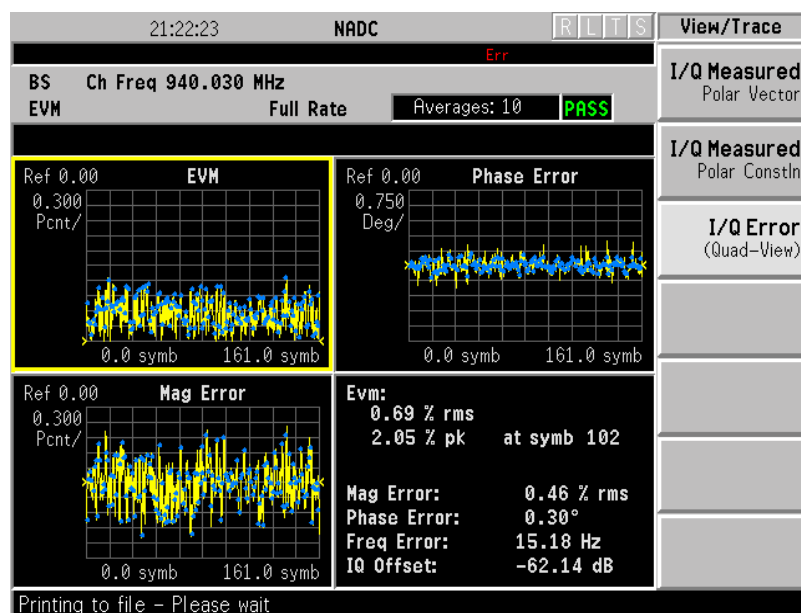 21:22:23 NADC R L T S View/Trace
Err
BS Ch Freq 940.030 MHz
EVM Full Rate Averages: 10 PASS
I/Q Measured
Polar Vector
I/Q Measured
Polar Constln
I/Q Error
(Quad-View)
Ref 0.00 EVM
0.300
Pcnt/
0.0 symb 161.0 symb
Ref 0.00 Phase Error
0.750
Deg/
0.0 symb 161.0 symb
Ref 0.00 Mag Error
0.300
Pcnt/
0.0 symb 161.0 symb
Evm:
0.69 % rms
2.05 % pk at symb 102
Mag Error: 0.46 % rms
Phase Error: 0.30°
Freq Error: 15.18 Hz
IQ Offset: -62.14 dB
Printing to file - Please wait